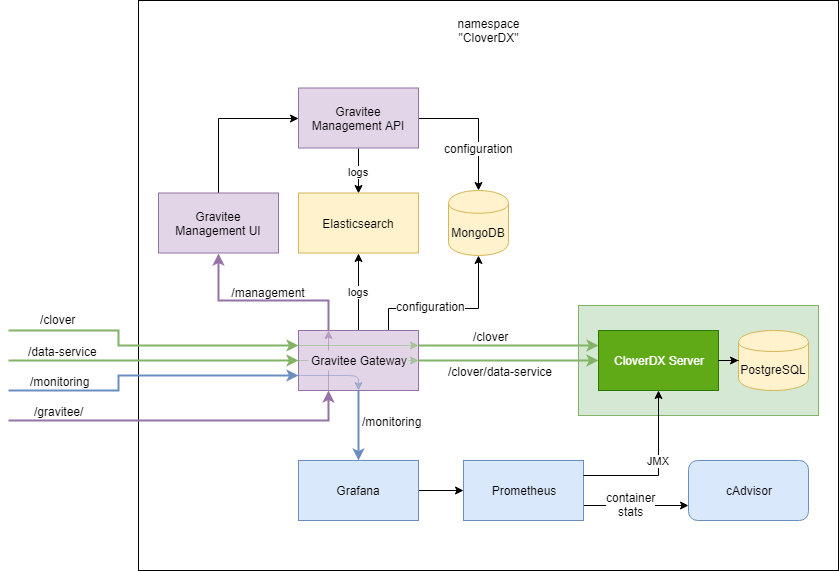 namespace
"CloverDX"
Gravitee
Management API
configuration
logs
Gravitee
Management UI
Elasticsearch
MongoDB
/management
logs
configuration
/clover
/data-service
/monitoring
/gravitee/
Gravitee Gateway
/clover
/clover/data-service
CloverDX Server
PostgreSQL
/monitoring
JMX
Grafana
Prometheus
container
stats
cAdvisor